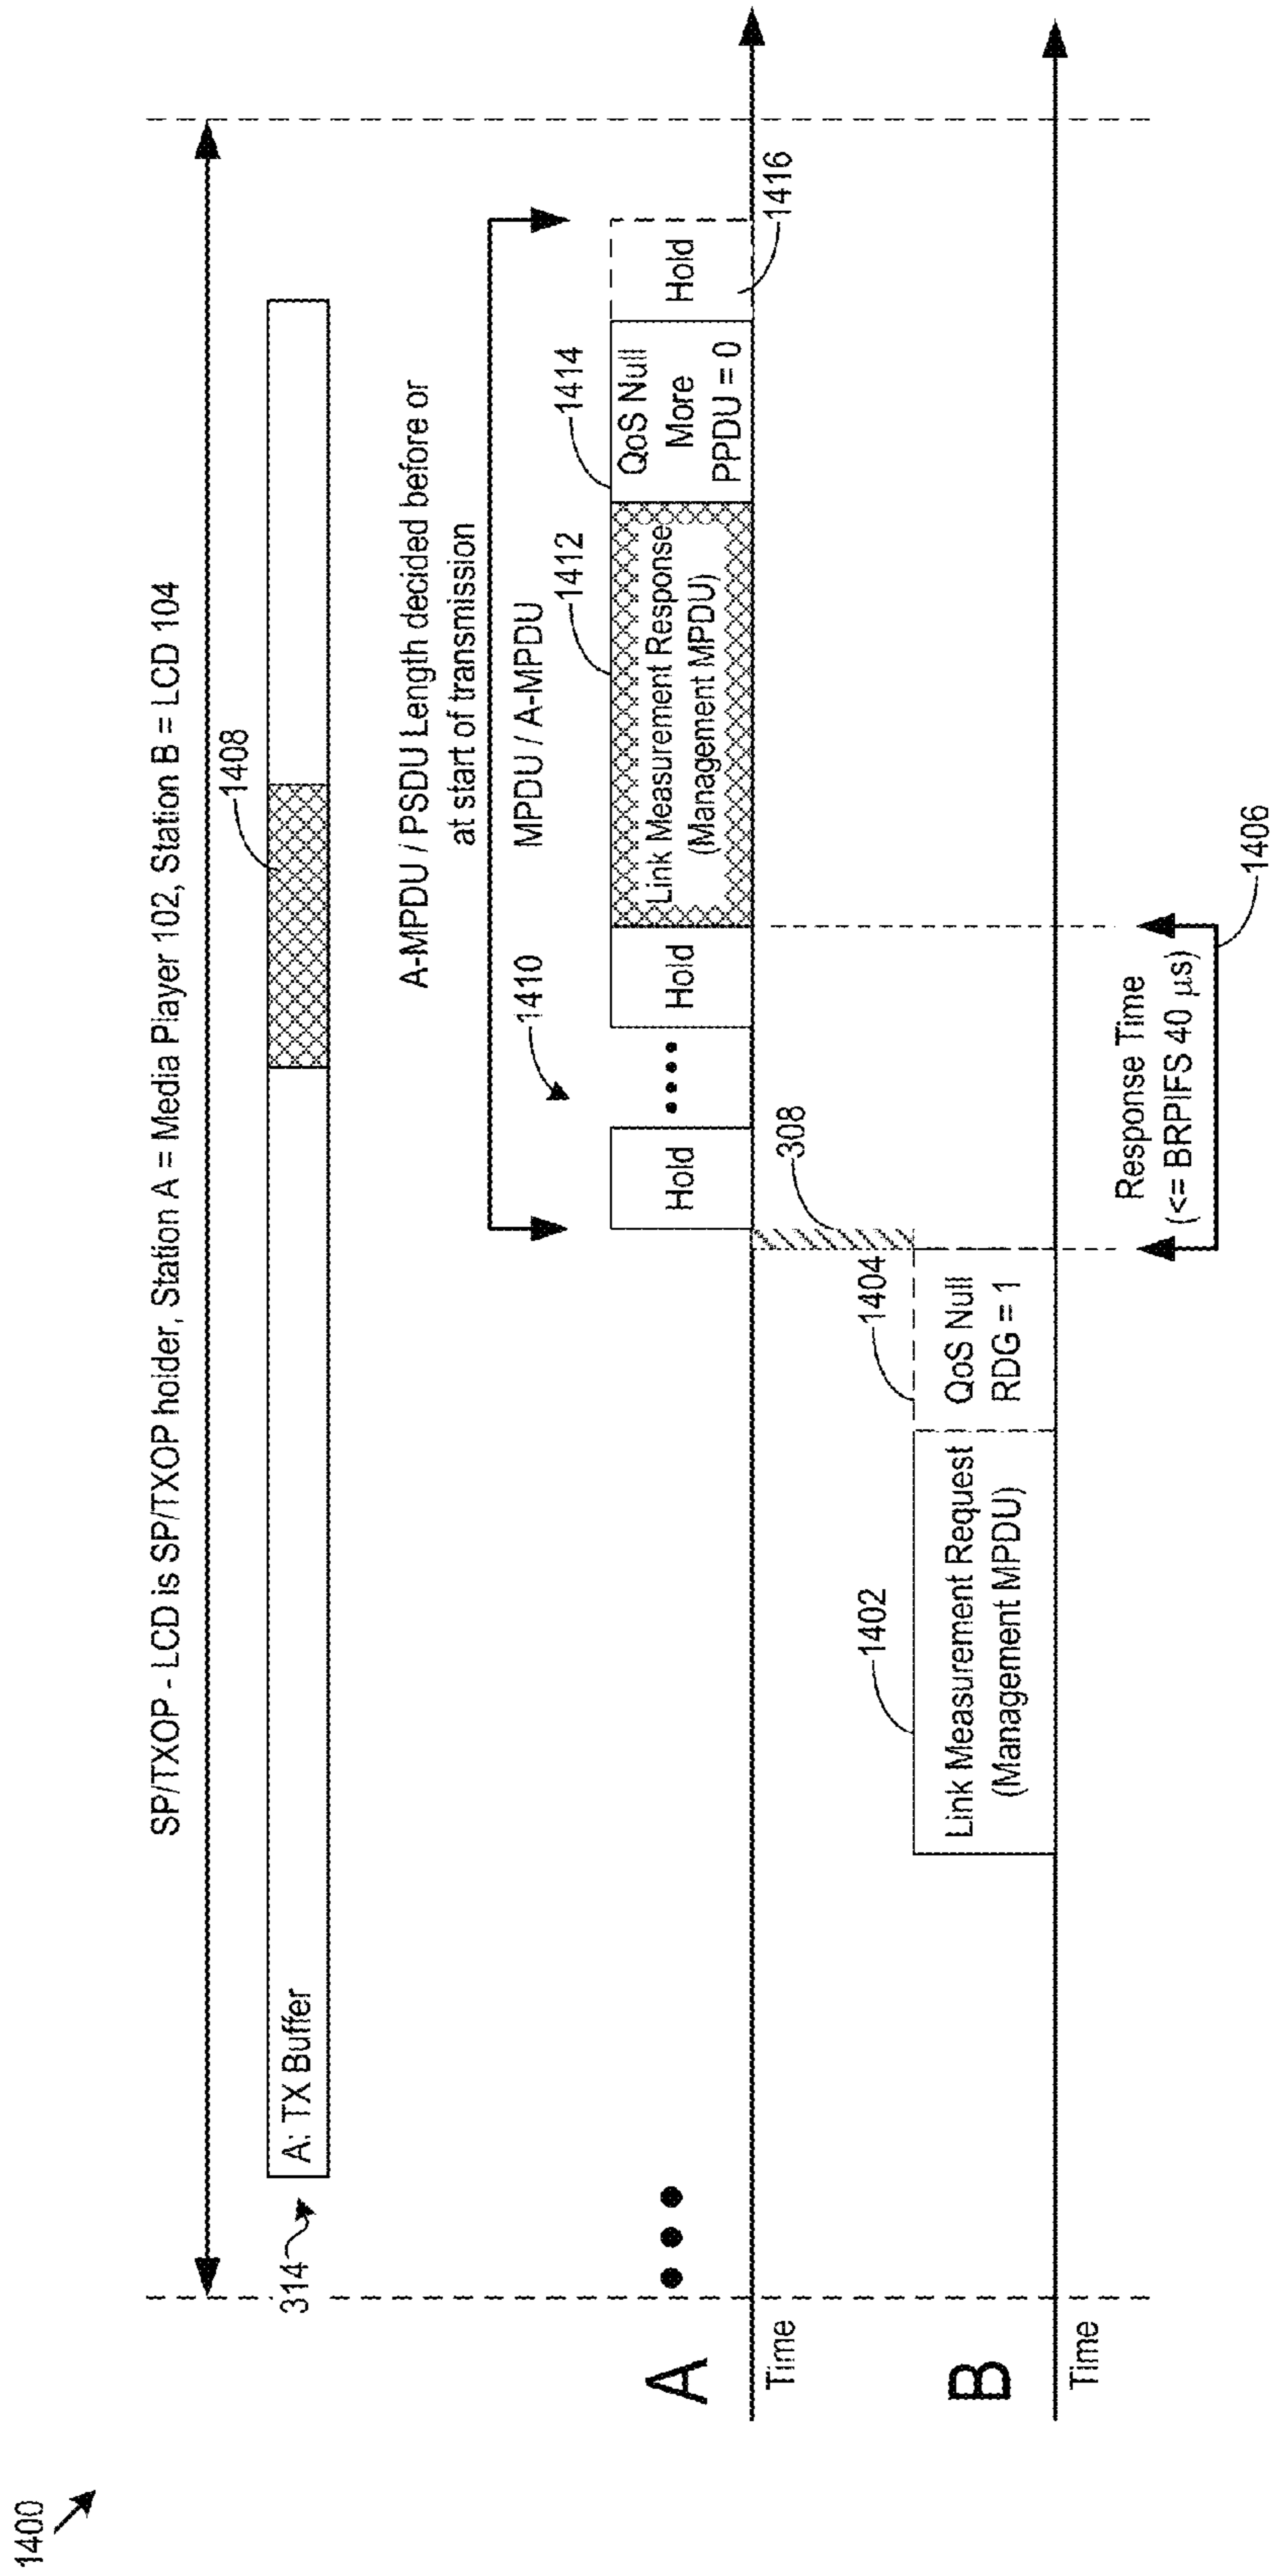 1400
SP/TXOP - LCD is SP/TXOP holder, Station A = Media Player 102, Station B = LCD 104
314
A: TX Buffer
1408
A-MPDU / PSDU Length decided before or
at start of transmission
1410
MPDU / A-MPDU
1412
1414
A
Hold
Hold
Link Measurement Response
(Management MPDU)
QoS Null
More
PPDU = 0
Hold
1416
Time
308
1402
1404
B
Link Measurement Request
(Management MPDU)
QoS Null
RDG = 1
Time
Response Time
(<= BRPIFS 40 µs)
1406